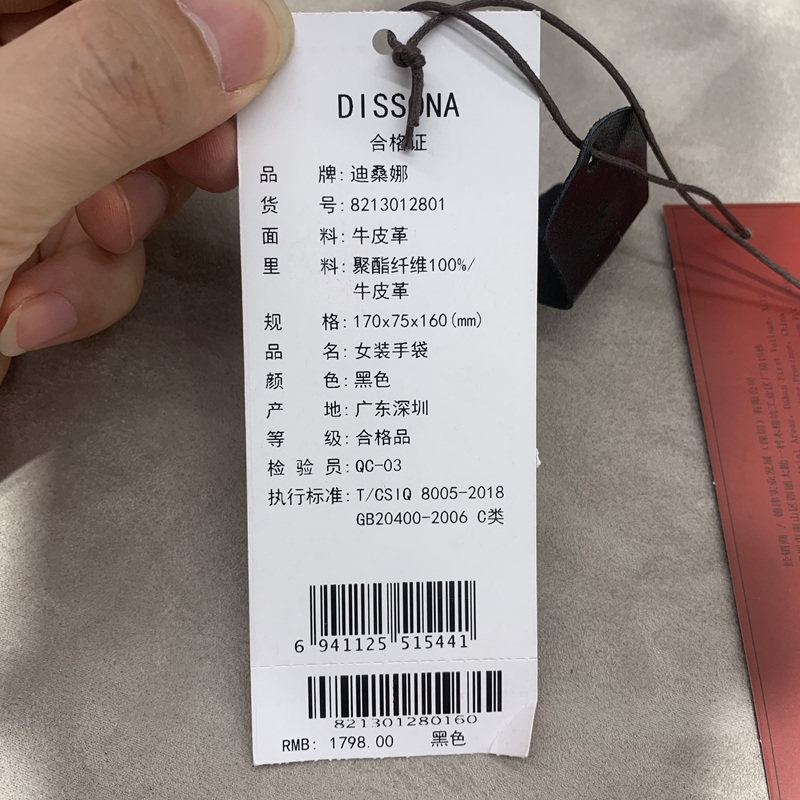 DISSONA
合格证
品 牌:迪桑娜
货 号:8213012801
面 料:牛皮革
里 料:聚酯纤维100%/
牛皮革
规 格:170x75x160(mm)
品 名:女装手袋
颜 色:黑色
产 地:广东深圳
等 级:合格品
检 验 员:QC-03
执行标准:T/CSIQ 8005-2018
GB20400-2006 C类
6 941125 515441
821301280160
RMB: 1798.00 黑色